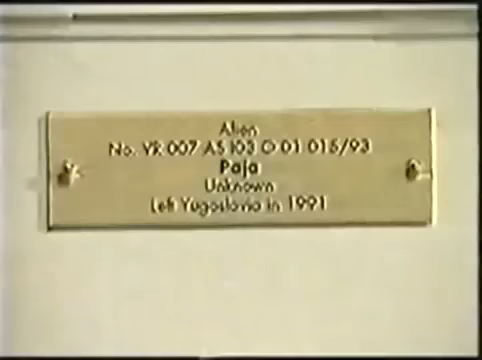 Alien
No. YR 007 AS 103 O 01 015/93
Paja
Unknown
Left Yugoslavia in 1991